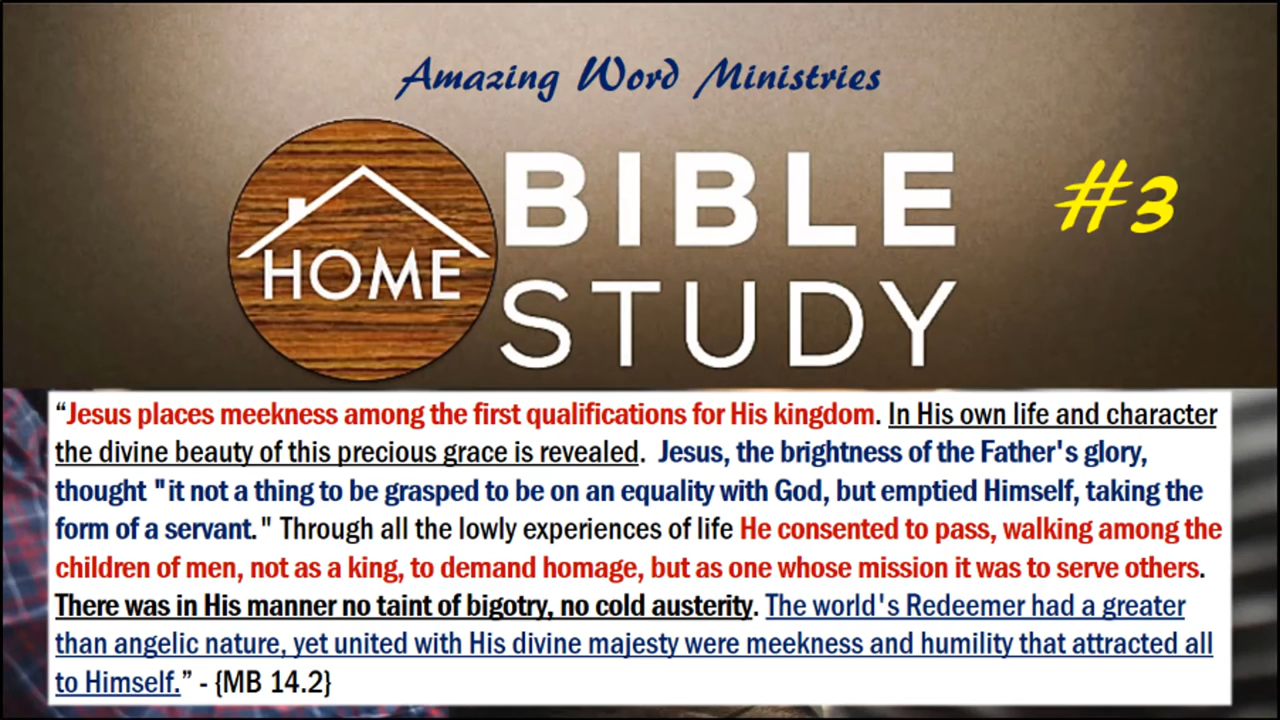 Amazing Word Ministries
HOME
BIBLE
STUDY
#3
“Jesus places meekness among the first qualifications for His kingdom. In His own life and character
the divine beauty of this precious grace is revealed. Jesus, the brightness of the Father's glory,
thought "it not a thing to be grasped to be on an equality with God, but emptied Himself, taking the
form of a servant." Through all the lowly experiences of life He consented to pass, walking among the
children of men, not as a king, to demand homage, but as one whose mission it was to serve others.
There was in His manner no taint of bigotry, no cold austerity. The world's Redeemer had a greater
than angelic nature, yet united with His divine majesty were meekness and humility that attracted all
to Himself.” - {MB 14.2}